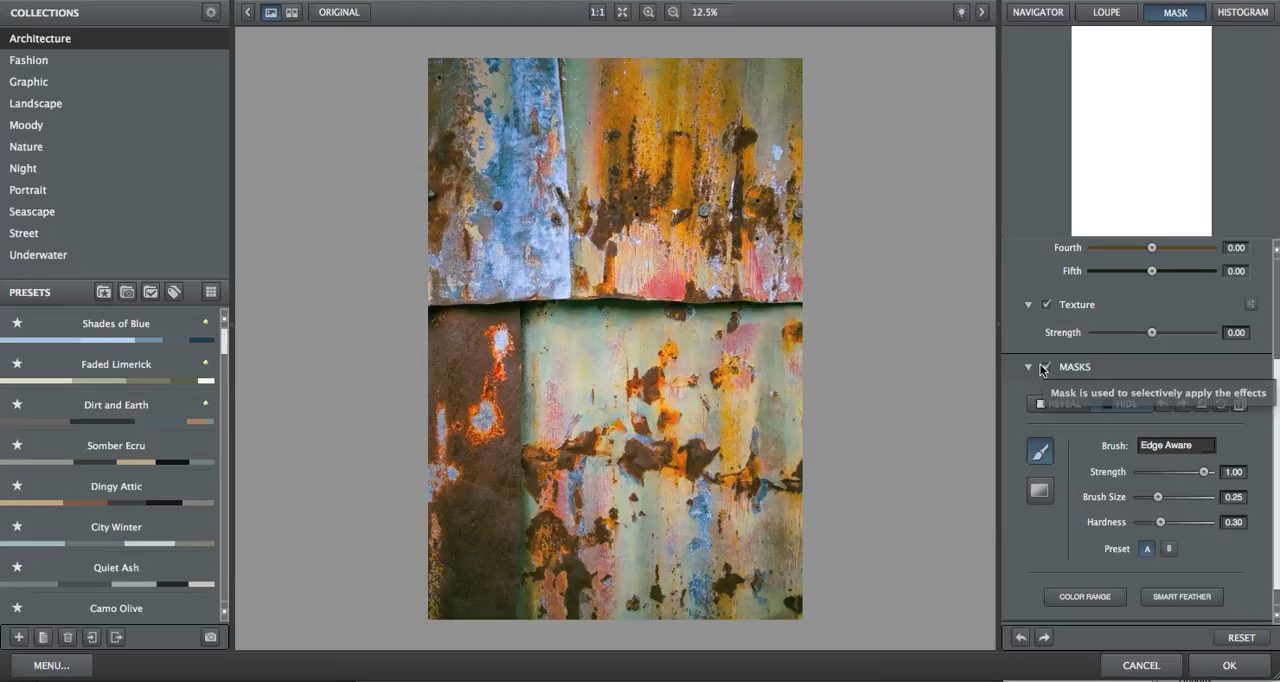 COLLECTIONS
Architecture
Fashion
Graphic
Landscape
Moody
Nature
Night
Portrait
Seascape
Street
Underwater
PRESETS
Shades of Blue
Faded Limerick
Dirt and Earth
Somber Ecru
Dingy Attic
City Winter
Quiet Ash
Camo Olive
MENU...
ORIGINAL
1:1
12.5%
NAVIGATOR
LOUPE
MASK
HISTOGRAM
Fourth 0.00
Fifth 0.00
Texture
Strength 0.00
MASKS
Mask is used to selectively apply the effects
REVEAL HIDE
Brush: Edge Aware
Strength 1.00
Brush Size 0.25
Hardness 0.30
Preset A B
COLOR RANGE SMART FEATHER
RESET
CANCEL OK